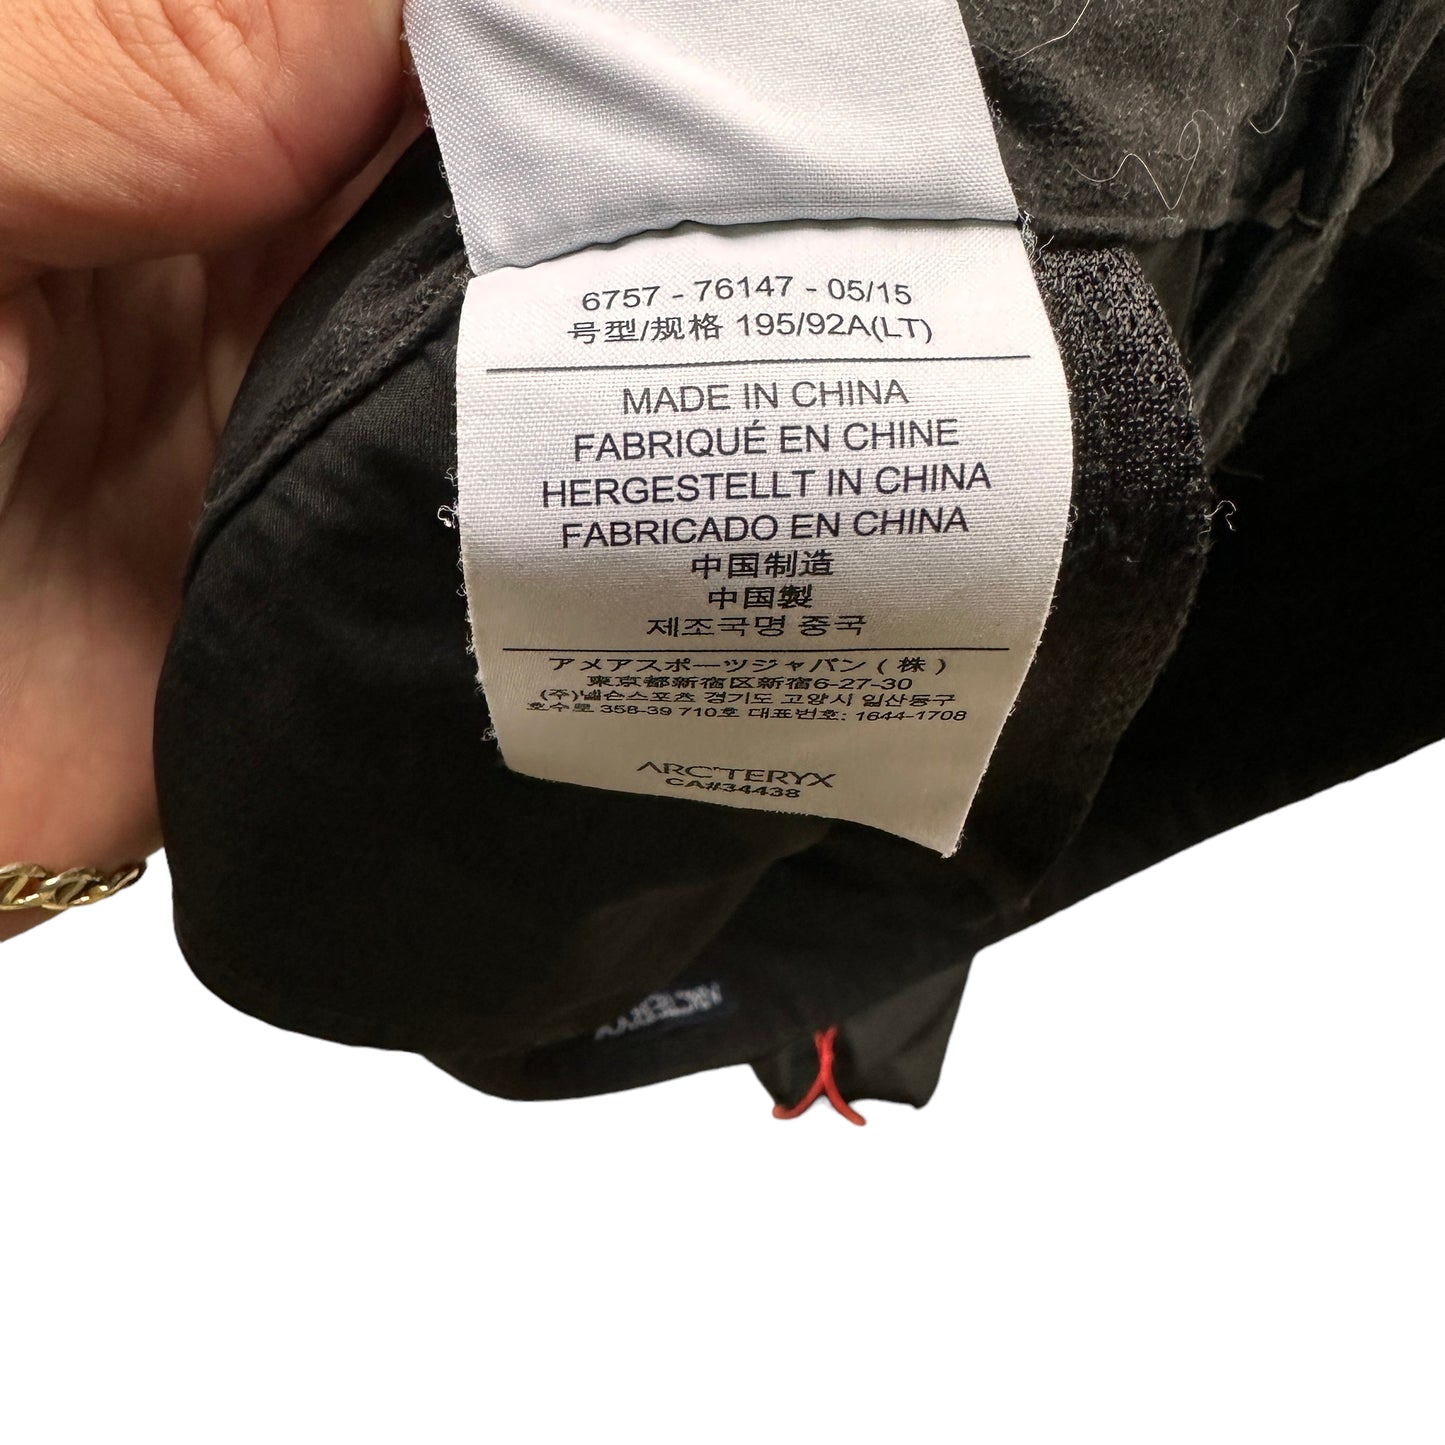 6757 - 76147 - 05/15
号型/规格 195/92A(LT)
MADE IN CHINA
FABRIQUÉ EN CHINE
HERGESTELLT IN CHINA
FABRICADO EN CHINA
中国制造
中国製
제조국명 중국
アメアスポーツジャパン ( 株 )
東京都新宿区新宿6-27-30
(주)넬슨스포츠 경기도 고양시 일산동구
호수로 358-39 710호 대표번호: 1644-1708
ARC'TERYX
CA#34438